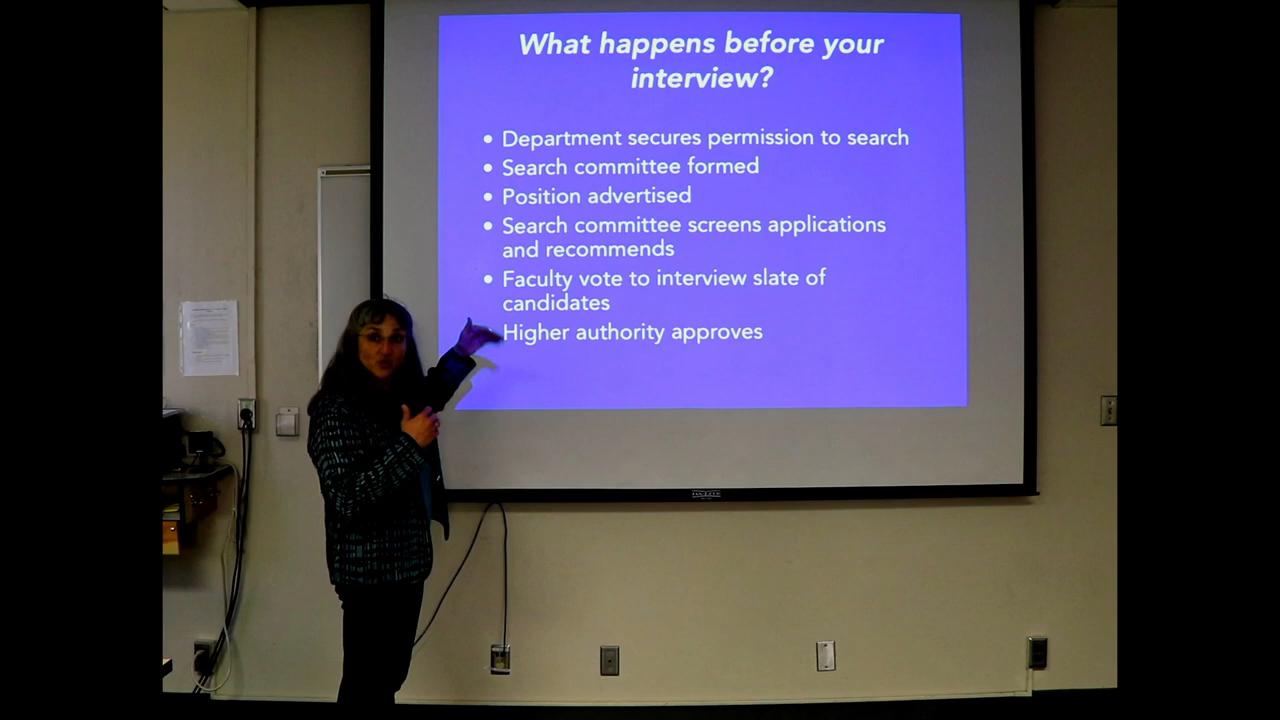 What happens before your
interview?
• Department secures permission to search
• Search committee formed
• Position advertised
• Search committee screens applications
and recommends
• Faculty vote to interview slate of
candidates
Higher authority approves